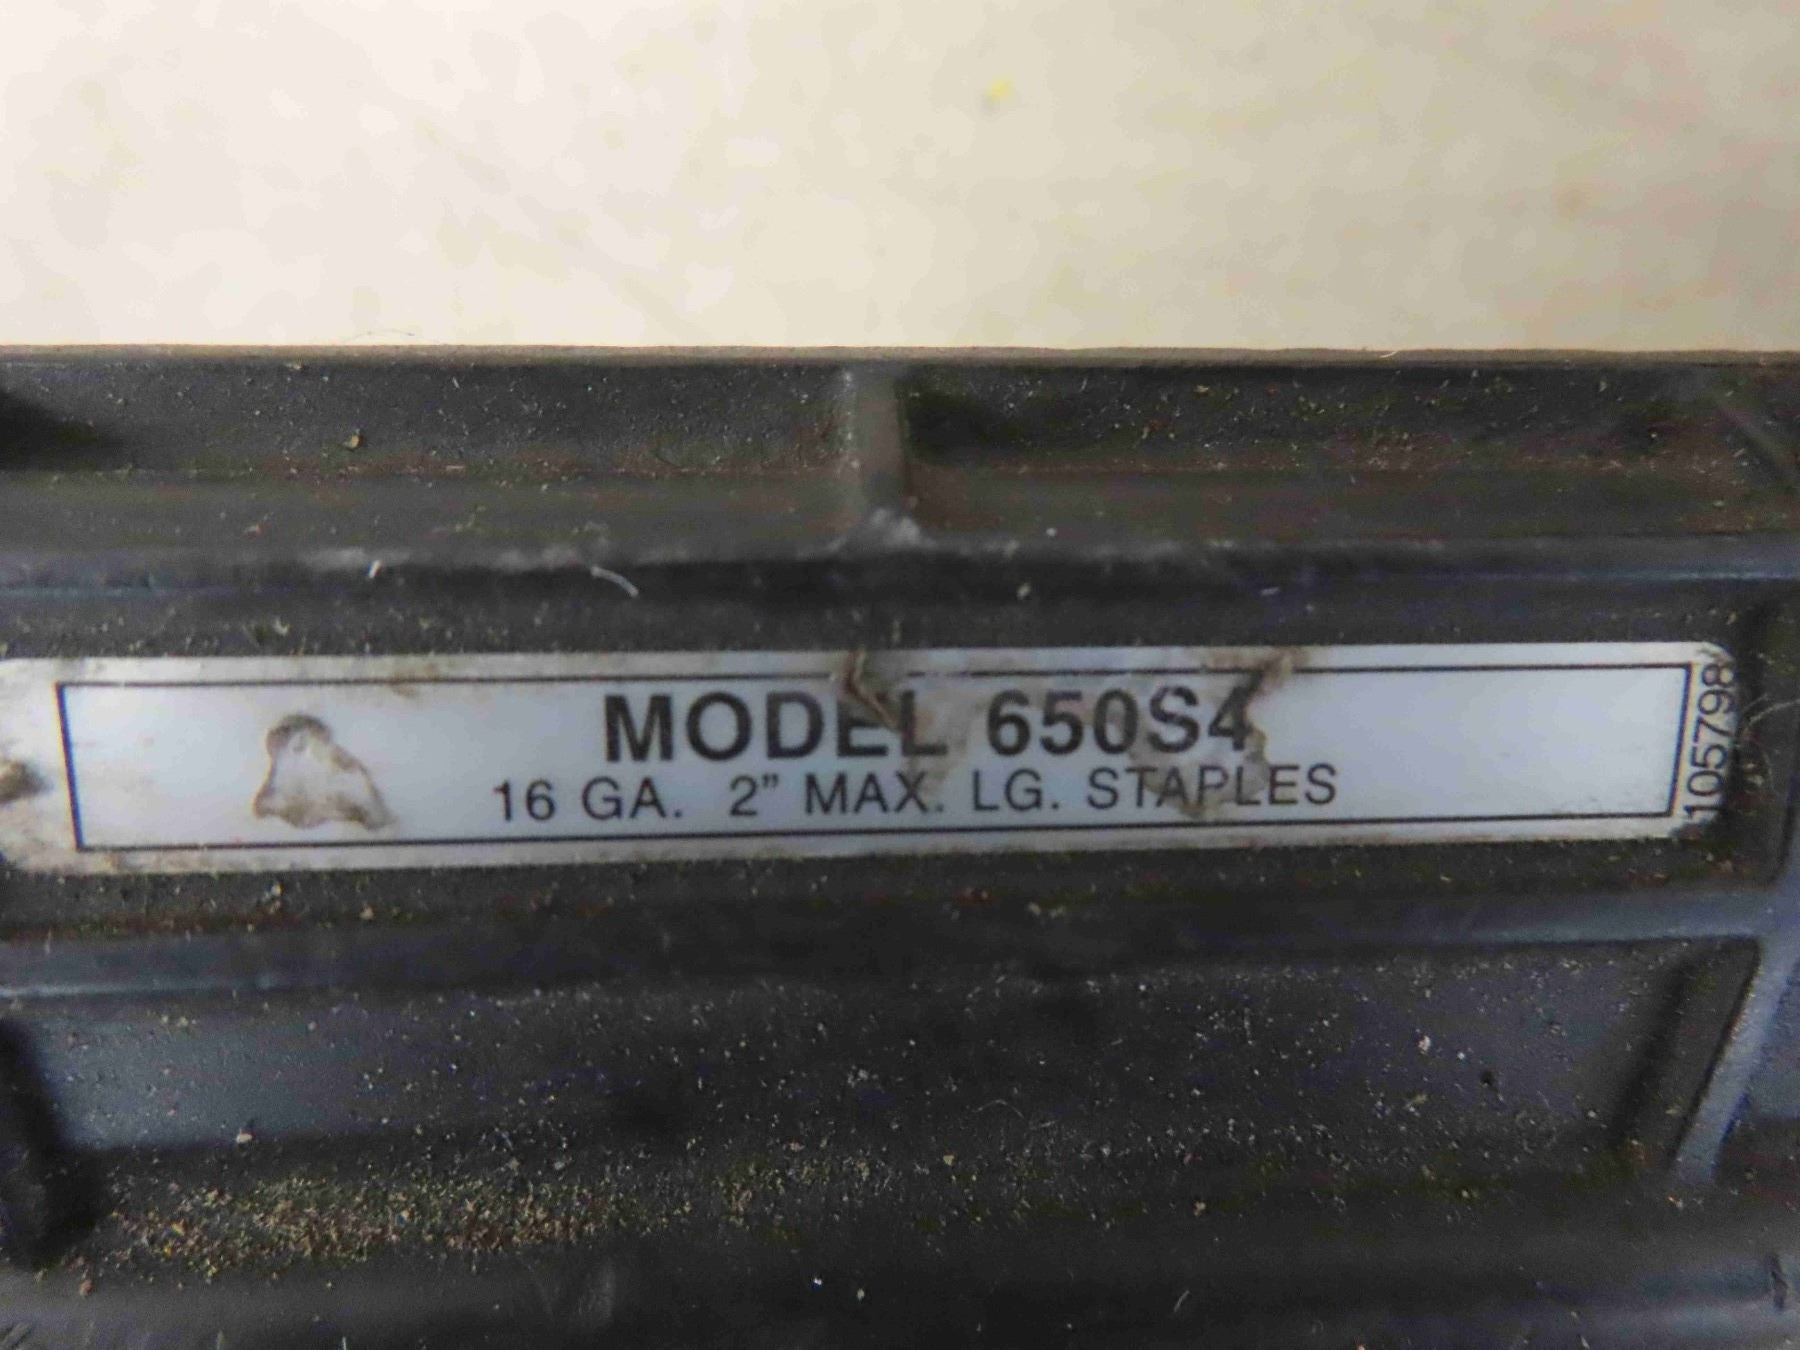 MODEL 650S4
16 GA. 2" MAX. LG. STAPLES
105798